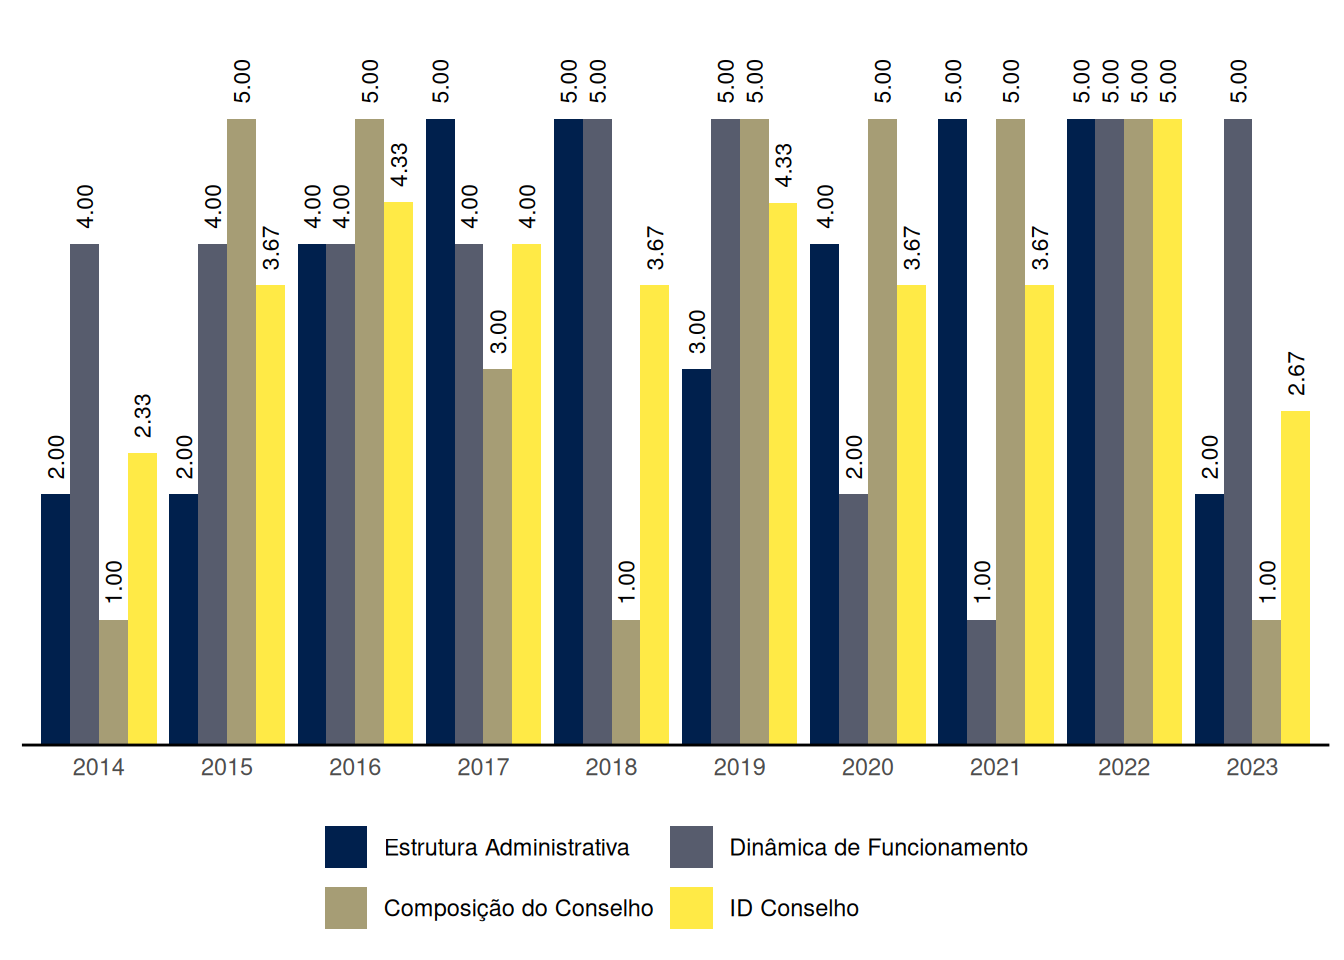 2.00 4.00 1.00 2.33 2.00 4.00 5.00 3.67 4.00 4.00 5.00 4.33 5.00 4.00 3.00 4.00 5.00 5.00 1.00 3.67 3.00 5.00 5.00 4.33 4.00 2.00 5.00 3.67 5.00 1.00 5.00 3.67 5.00 5.00 5.00 5.00 2.00 5.00 1.00 2.67
2014 2015 2016 2017 2018 2019 2020 2021 2022 2023
Estrutura Administrativa Dinâmica de Funcionamento
Composição do Conselho ID Conselho